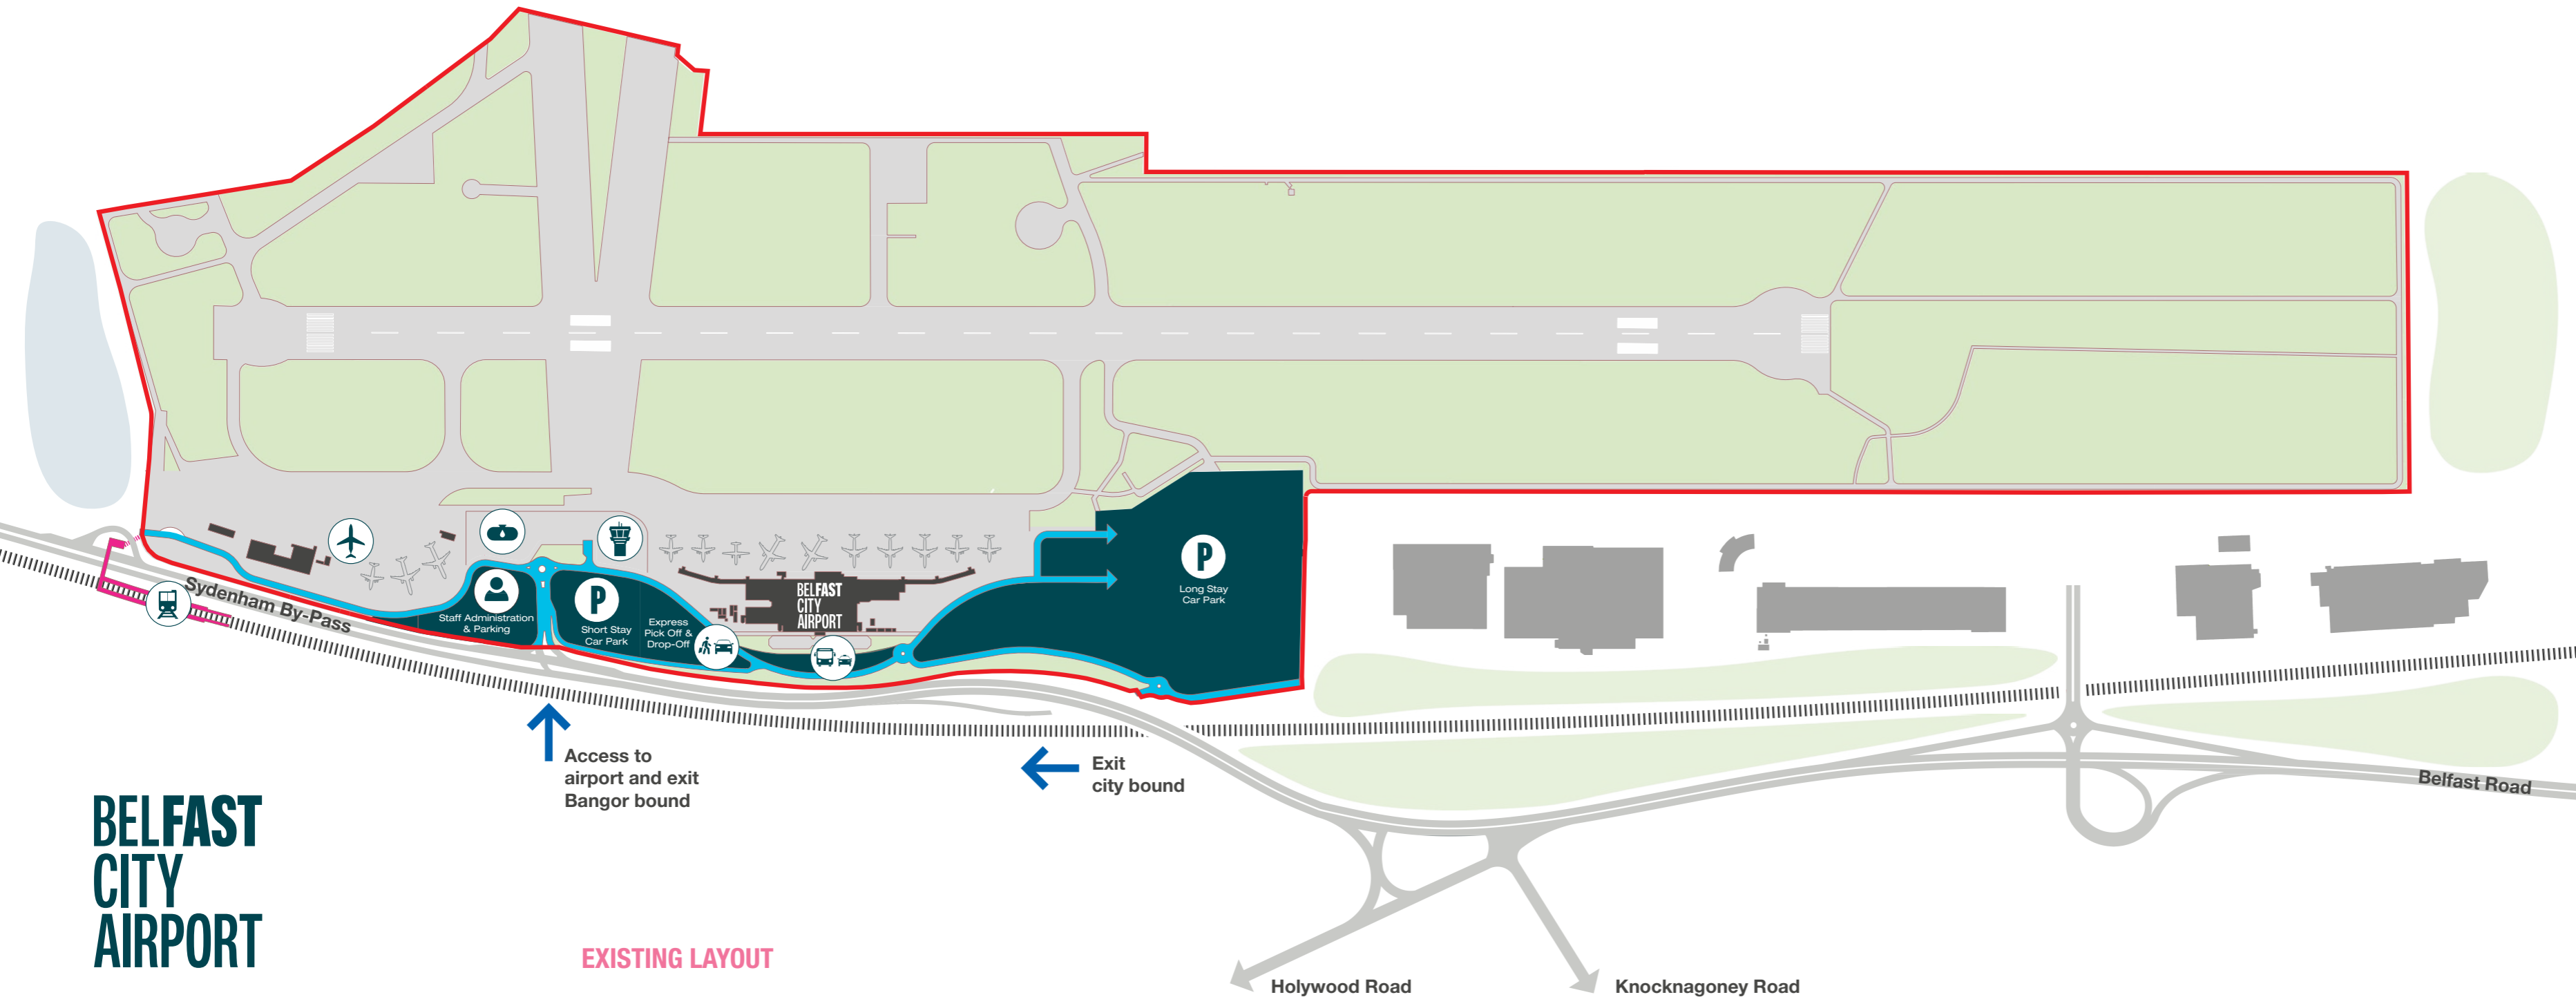 BELFAST
CITY
AIRPORT
P
Long Stay
Car Park
Staff Administration
& Parking
P
Short Stay
Car Park
Express
Pick Off &
Drop-Off
Sydenham By-Pass
Access to
airport and exit
Bangor bound
Exit
city bound
Belfast Road
BELFAST
CITY
AIRPORT
EXISTING LAYOUT
Holywood Road
Knocknagoney Road